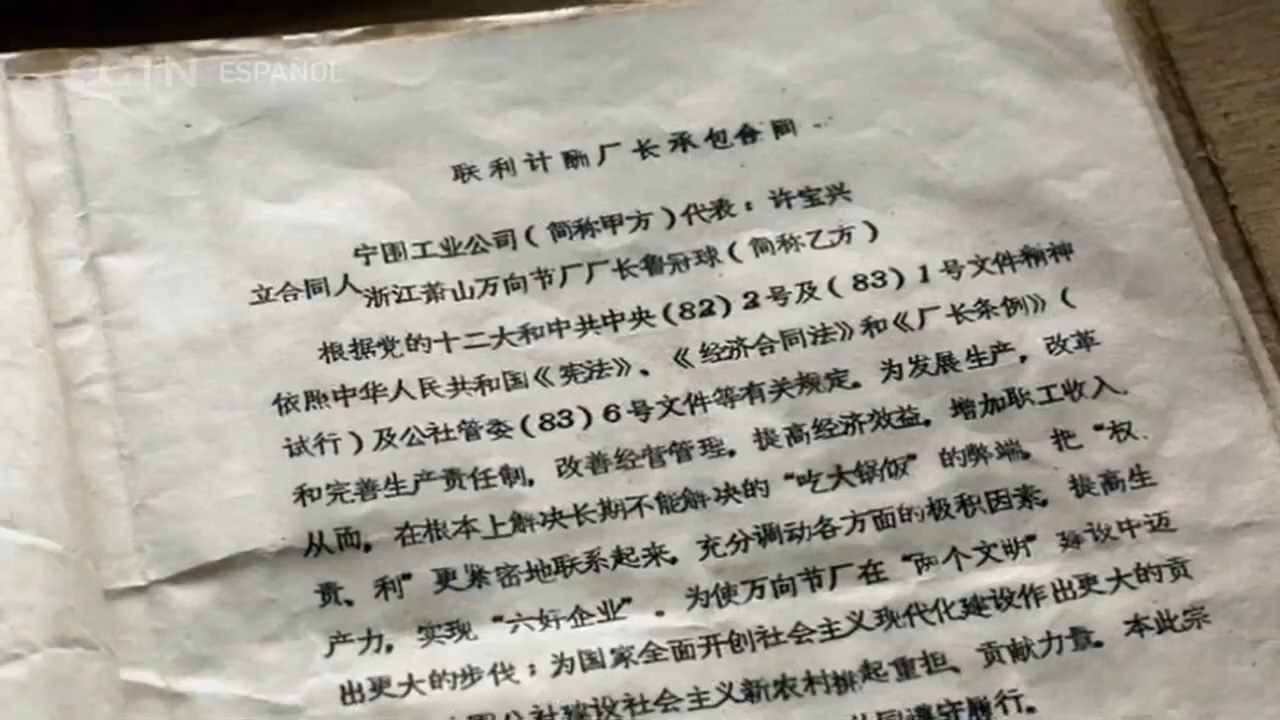 CGTN ESPAÑOL
联利计酬厂长承包合同
宁围工业公司（简称甲方）代表：许宝兴
立合同人
浙江萧山万向节厂厂长鲁冠球（简称乙方）
根据党的十二大和中共中央（82）2号及（83）1号文件精神
依照中华人民共和国《宪法》、《经济合同法》和《厂长条例》（
试行）及公社管委（83）6号文件等有关规定。为发展生产，改革
和完善生产责任制，改善经营管理，提高经济效益，增加职工收入，
从而，在根本上解决长期不能解决的“吃大锅饭”的弊端，把“权、
责、利”更紧密地联系起来，充分调动各方面的极积因素，提高生
产力，实现“六好企业”。为使万向节厂在“两个文明”建设中迈
出更大的步伐；为国家全面开创社会主义现代化建设作出更大的贡
公社建设社会主义新农村挑起重担、贡献力量。本此宗
共同遵守履行。